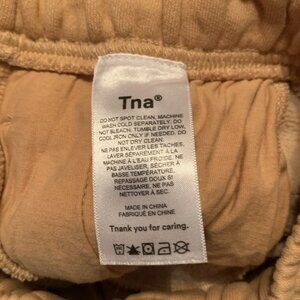 Tna®
DO NOT SPOT CLEAN, MACHINE
WASH COLD SEPARATELY, DO
NOT BLEACH, TUMBLE DRY LOW,
COOL IRON ONLY IF NEEDED, DO
NOT DRY CLEAN.
NE PAS ENLEVER LES TACHES,
LAVER SÉPARÉMENT À LA
MACHINE À L'EAU FROIDE, NE
PAS JAVELISER, SÉCHER À
BASSE TEMPÉRATURE,
REPASSAGE DOUX SI
NÉCESSAIRE, NE PAS
NETTOYER À SEC.
MADE IN CHINA
FABRIQUÉ EN CHINE
Thank you for caring.